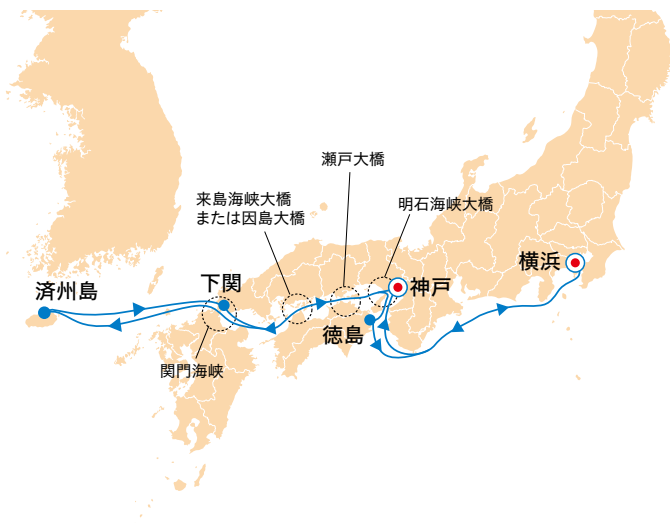 瀬戸大橋
来島海峡大橋
または因島大橋
明石海峡大橋
横浜
済州島
下関
神戸
徳島
関門海峡